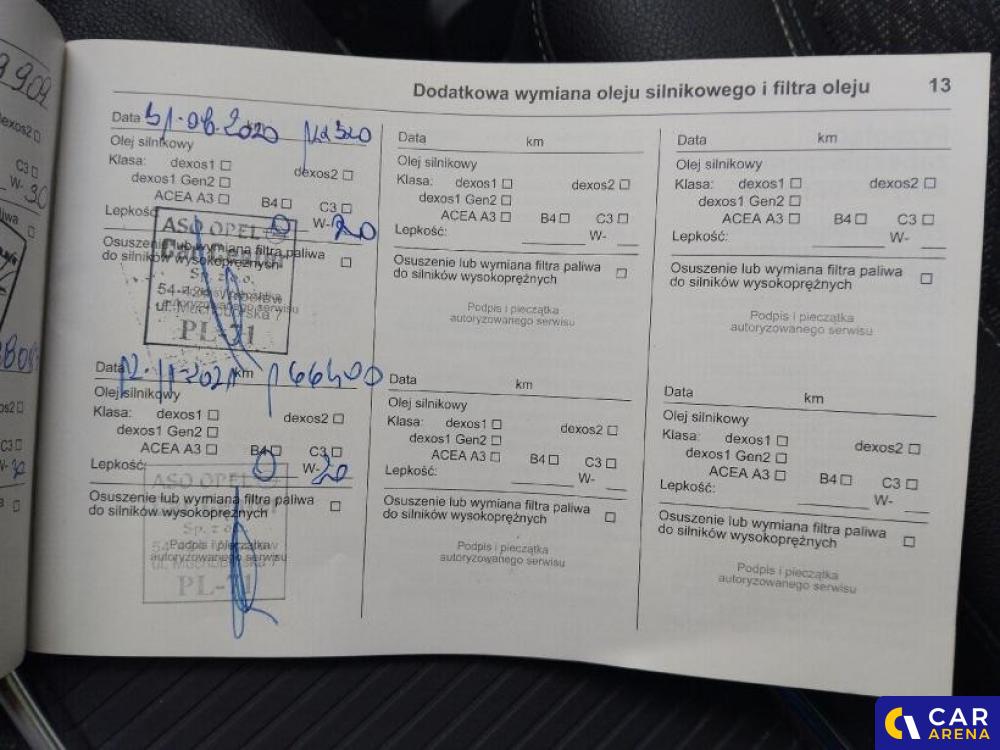 Dodatkowa wymiana oleju silnikowego i filtra oleju 13
Data 31.08.2020
Olej silnikowy
Klasa: dexos1 dexos2
dexos1 Gen2
ACEA A3 B4 C3
Lepkość: 0 W- 20
Osuszenie lub wymiana filtra paliwa
do silników wysokoprężnych
ASO OPEL
Sp. z o.o.
PL-71
Data 12.11.2021 km 166400
Olej silnikowy
Klasa: dexos1 dexos2
dexos1 Gen2
ACEA A3 B4 C3
Lepkość: 0 W- 20
Osuszenie lub wymiana filtra paliwa
do silników wysokoprężnych
Podpis i pieczątka
autoryzowanego serwisu
ASO OPEL
Sp. z o.o.
PL-71
Data km
Olej silnikowy
Klasa: dexos1 dexos2
dexos1 Gen2
ACEA A3 B4 C3
Lepkość: W-
Osuszenie lub wymiana filtra paliwa
do silników wysokoprężnych
Podpis i pieczątka
autoryzowanego serwisu
Data km
Olej silnikowy
Klasa: dexos1 dexos2
dexos1 Gen2
ACEA A3 B4 C3
Lepkość: W-
Osuszenie lub wymiana filtra paliwa
do silników wysokoprężnych
Podpis i pieczątka
autoryzowanego serwisu
Data km
Olej silnikowy
Klasa: dexos1 dexos2
dexos1 Gen2
ACEA A3 B4 C3
Lepkość: W-
Osuszenie lub wymiana filtra paliwa
do silników wysokoprężnych
Podpis i pieczątka
autoryzowanego serwisu
Data km
Olej silnikowy
Klasa: dexos1 dexos2
dexos1 Gen2
ACEA A3 B4 C3
Lepkość: W-
Osuszenie lub wymiana filtra paliwa
do silników wysokoprężnych
Podpis i pieczątka
autoryzowanego serwisu
CAR
ARENA